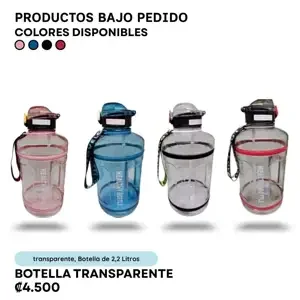 PRODUCTOS BAJO PEDIDO
COLORES DISPONIBLES
transparente, Botella de 2,2 Litros
BOTELLA TRANSPARENTE
₡4.500